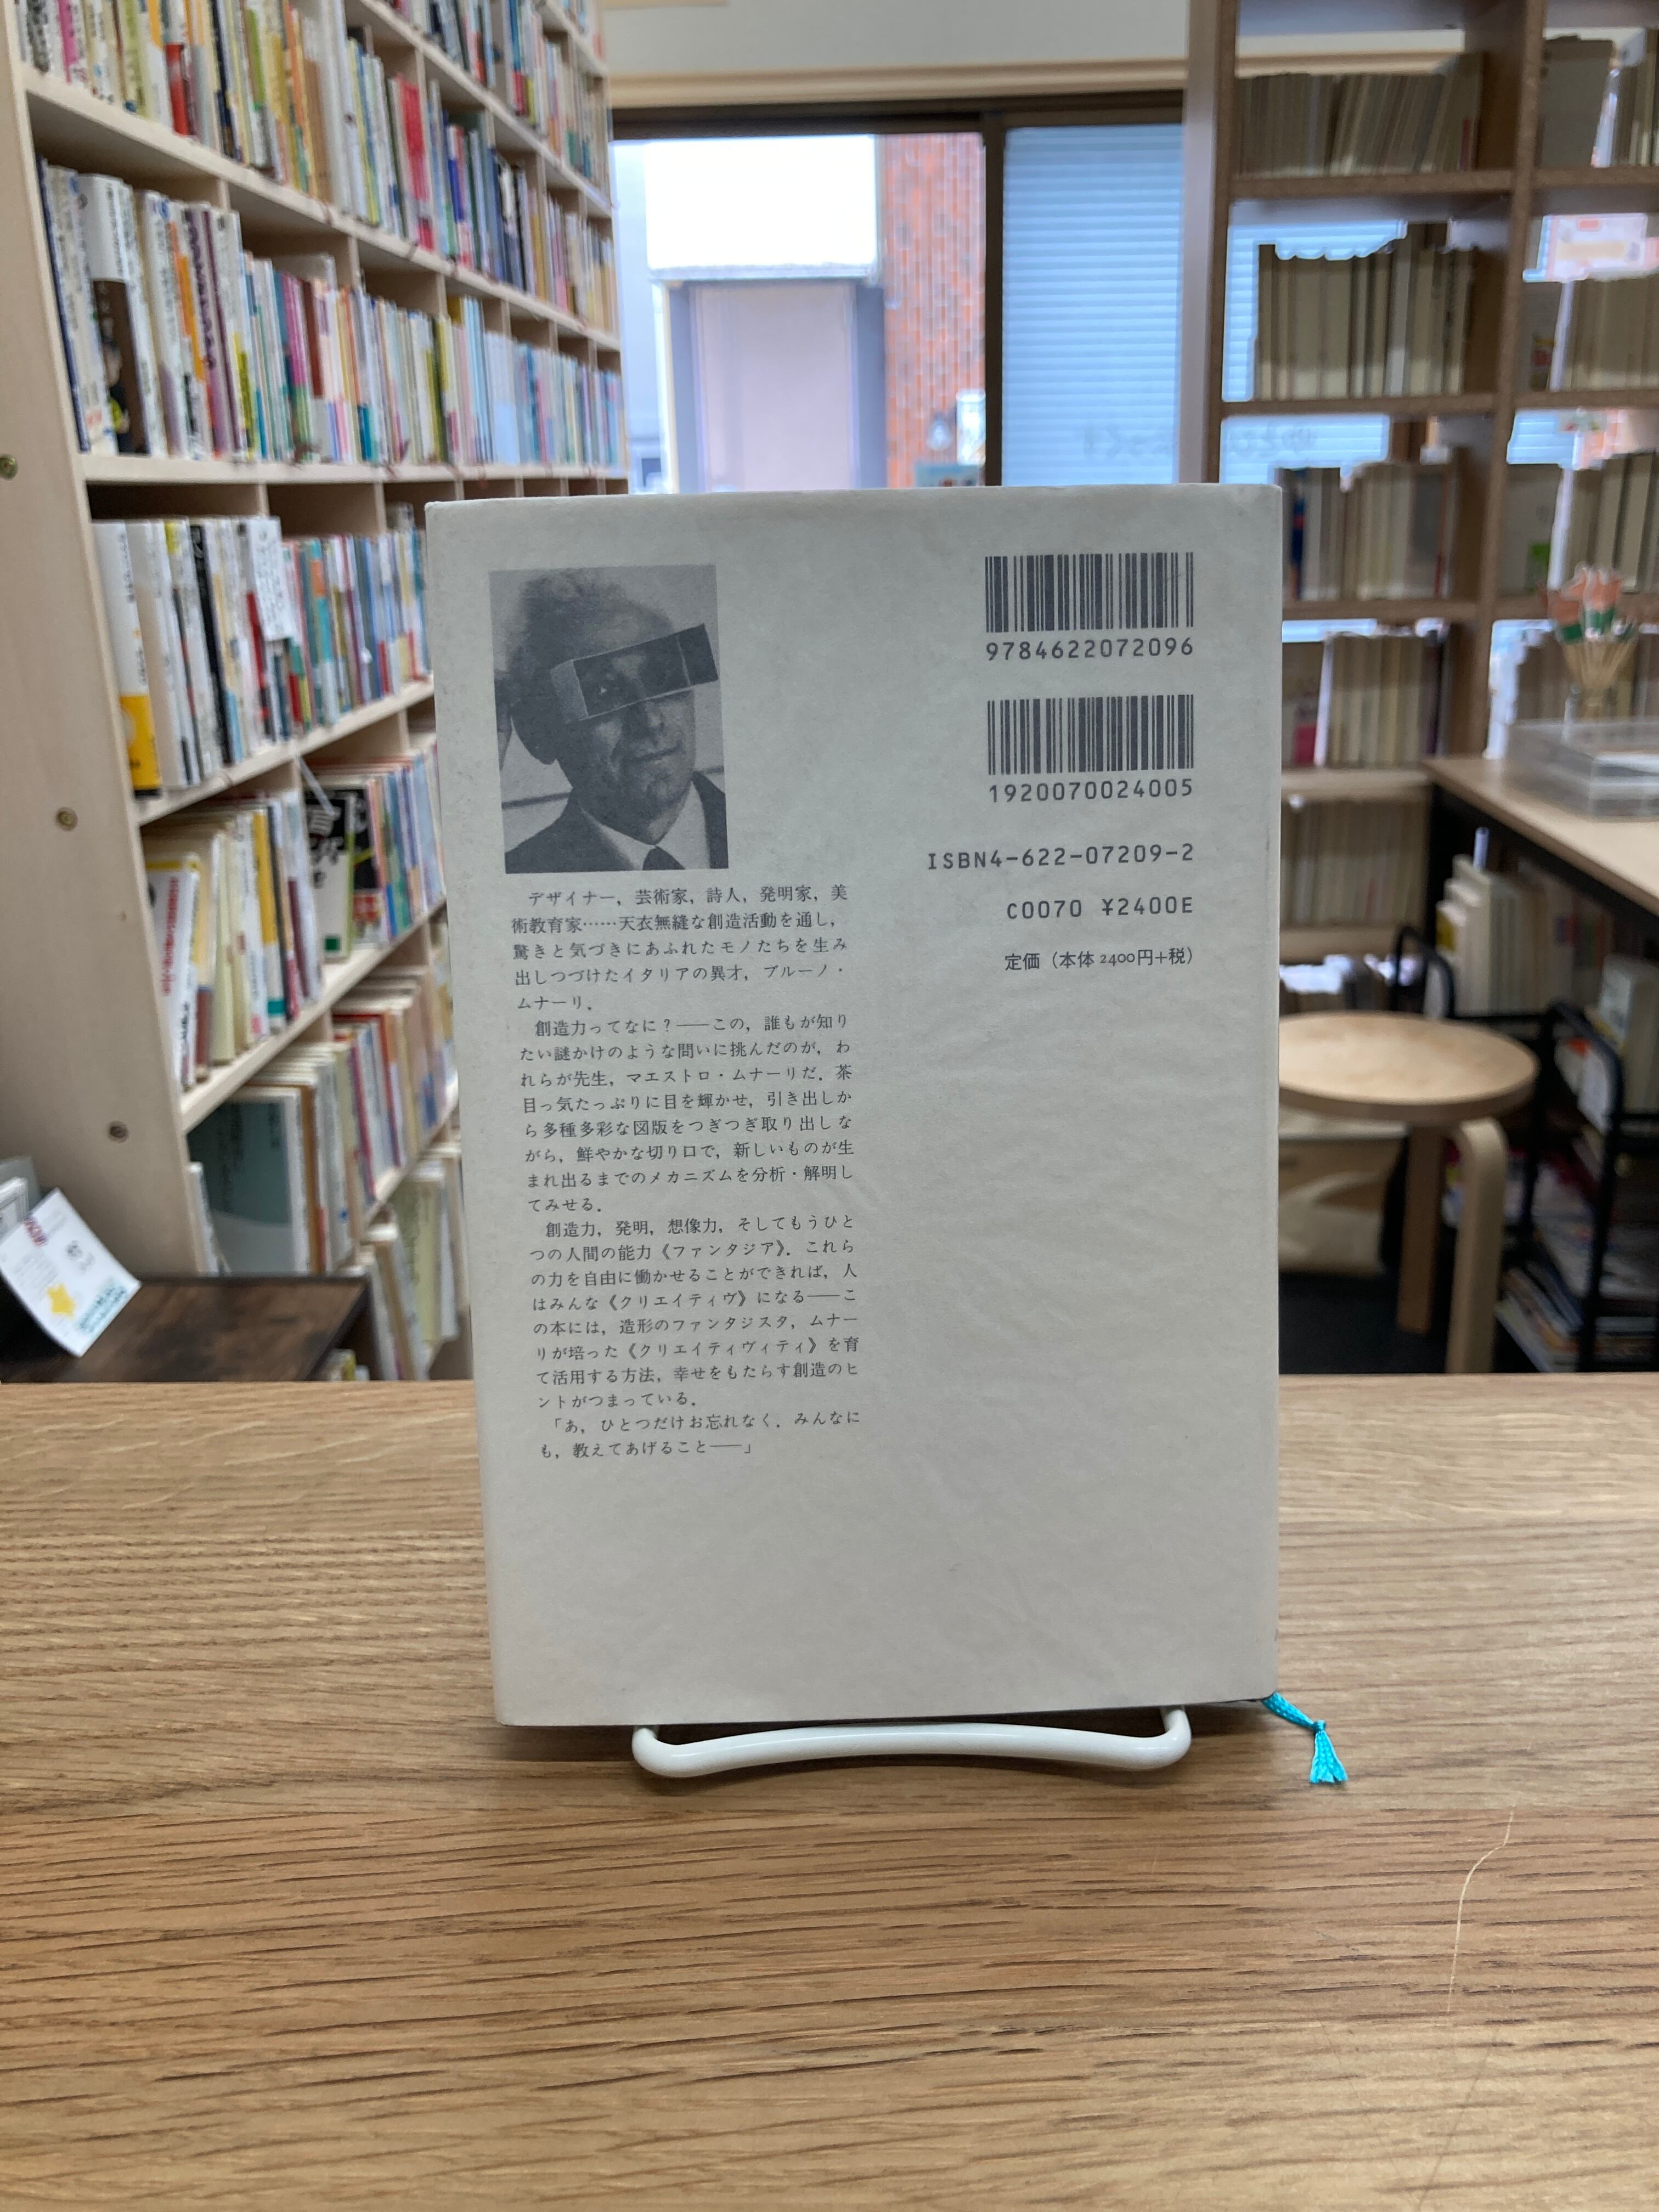 9784622072096
1920070024005
ISBN4-622-07209-2
C0070 ¥2400E
定価（本体2400円+税）
デザイナー，芸術家，詩人，発明家，美
術教育家……天衣無縫な創造活動を通し，
驚きと気づきにあふれたモノたちを生み
出しつづけたイタリアの異才，ブルーノ・
ムナーリ．
創造力ってなに？——この，誰もが知り
たい謎かけのような問いに挑んだのが，わ
れらが先生，マエストロ・ムナーリだ．茶
目っ気たっぷりに目を輝かせ，引き出しか
ら多種多彩な図版をつぎつぎ取り出しな
がら，鮮やかな切り口で，新しいものが生
まれ出るまでのメカニズムを分析・解明し
てみせる．
創造力，発明，想像力，そしてもうひと
つの人間の能力《ファンタジア》．これら
の力を自由に働かせることができれば，人
はみんな《クリエイティヴ》になる——こ
の本には，造形のファンタジスタ，ムナー
リが培った《クリエイティヴィティ》を育
て活用する方法，幸せをもたらす創造のヒ
ントがつまっている．
「あ，ひとつだけお忘れなく．みんなに
も，教えてあげること——」